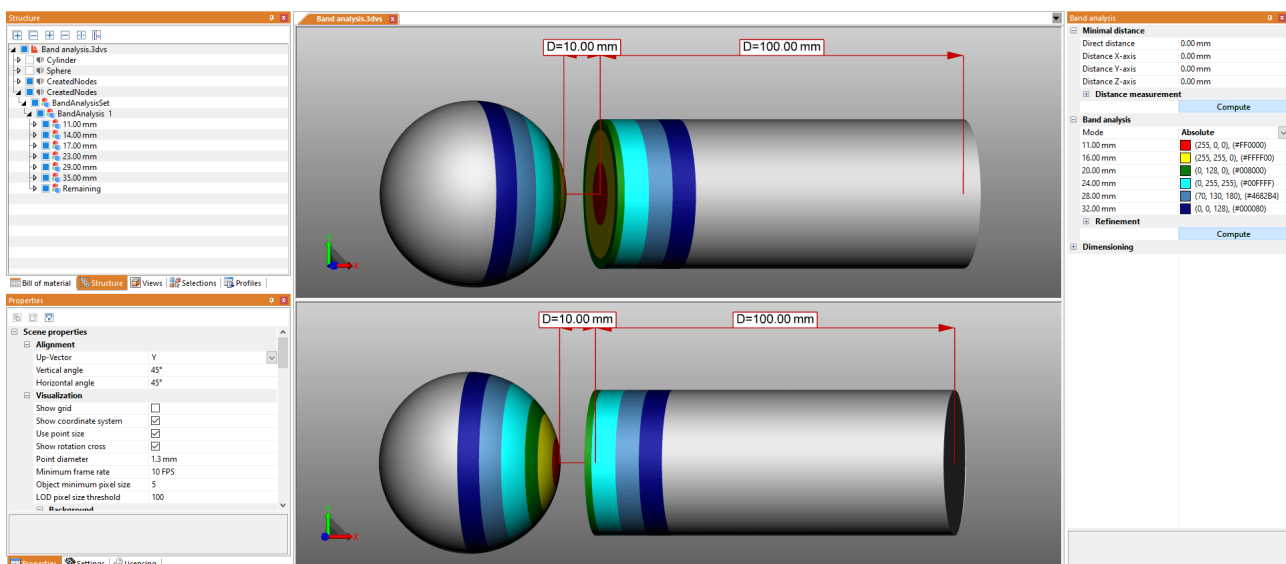 Structure
Band analysis.3dvs
Cylinder
Sphere
CreatedNodes
CreatedNodes
BandAnalysisSet
BandAnalysis 1
11.00 mm
14.00 mm
17.00 mm
23.00 mm
29.00 mm
35.00 mm
Remaining
Bill of material Structure Views Selections Profiles
Properties
Scene properties
Alignment
Up-Vector Y
Vertical angle 45°
Horizontal angle 45°
Visualization
Show grid
Show coordinate system
Use point size
Show rotation cross
Point diameter 1.3 mm
Minimum frame rate 10 FPS
Object minimum pixel size 5
LOD pixel size threshold 100
Background
Properties Settings Licensing
Band analysis.3dvs
D=10.00 mm D=100.00 mm
Y
X
D=10.00 mm D=100.00 mm
X
Band analysis
Minimal distance
Direct distance 0.00 mm
Distance X-axis 0.00 mm
Distance Y-axis 0.00 mm
Distance Z-axis 0.00 mm
Distance measurement
Compute
Band analysis
Mode Absolute
11.00 mm (255, 0, 0), (#FF0000)
16.00 mm (255, 255, 0), (#FFFF00)
20.00 mm (0, 128, 0), (#008000)
24.00 mm (0, 255, 255), (#00FFFF)
28.00 mm (70, 130, 180), (#4682B4)
32.00 mm (0, 0, 128), (#000080)
Refinement
Compute
Dimensioning